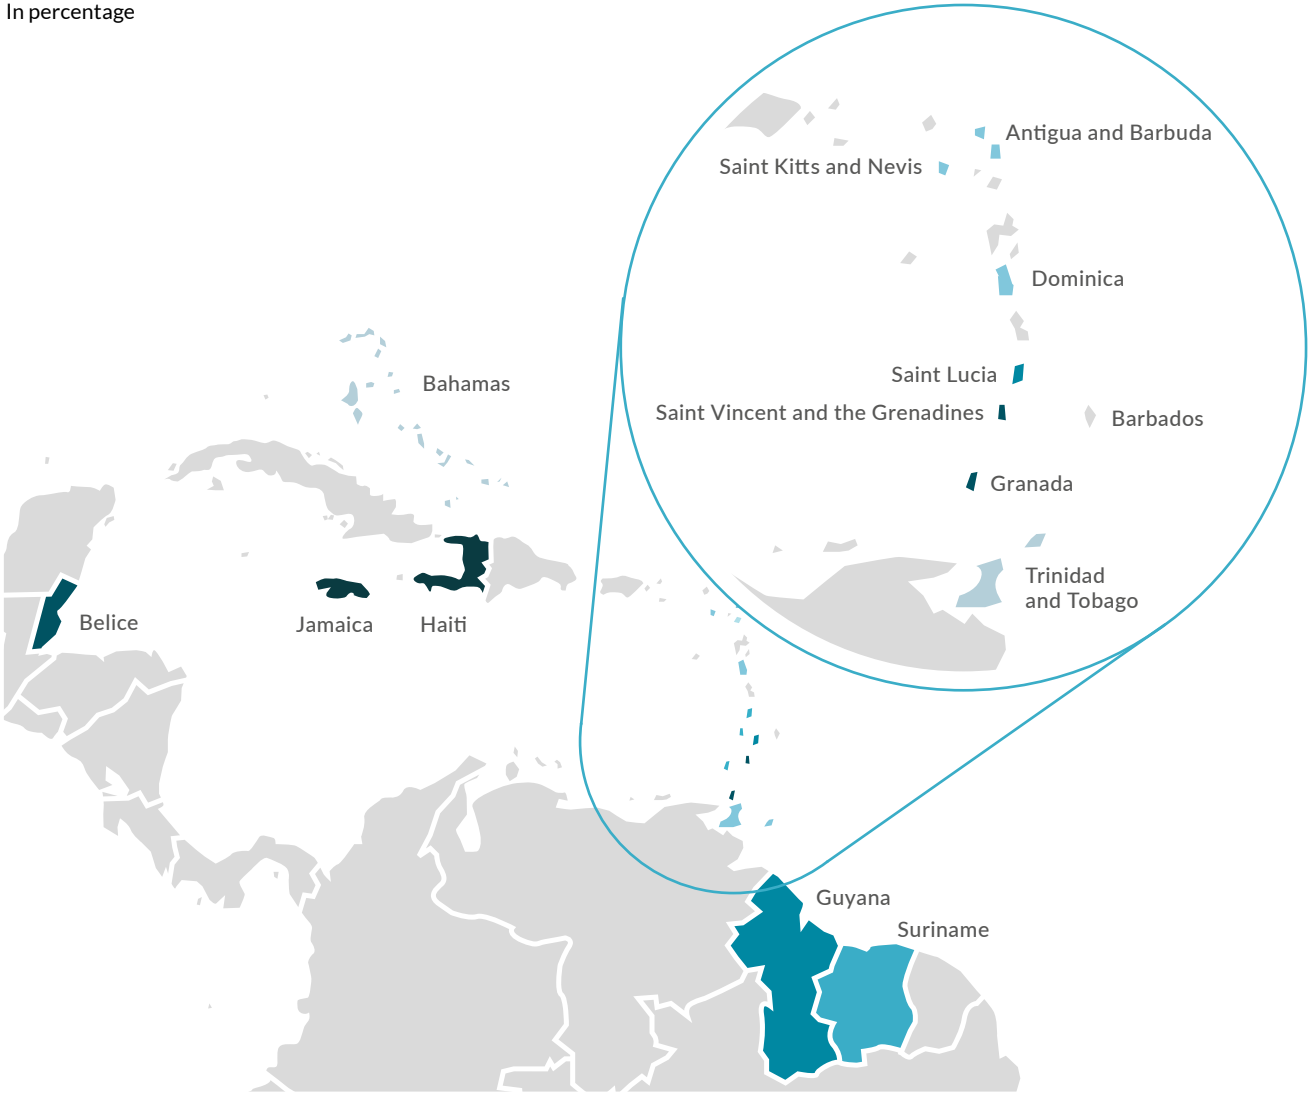 In percentage
Antigua and Barbuda
Saint Kitts and Nevis
Dominica
Saint Lucia
Bahamas
Saint Vincent and the Grenadines
Barbados
Granada
Trinidad
and Tobago
Belice
Jamaica
Haiti
Guyana
Suriname